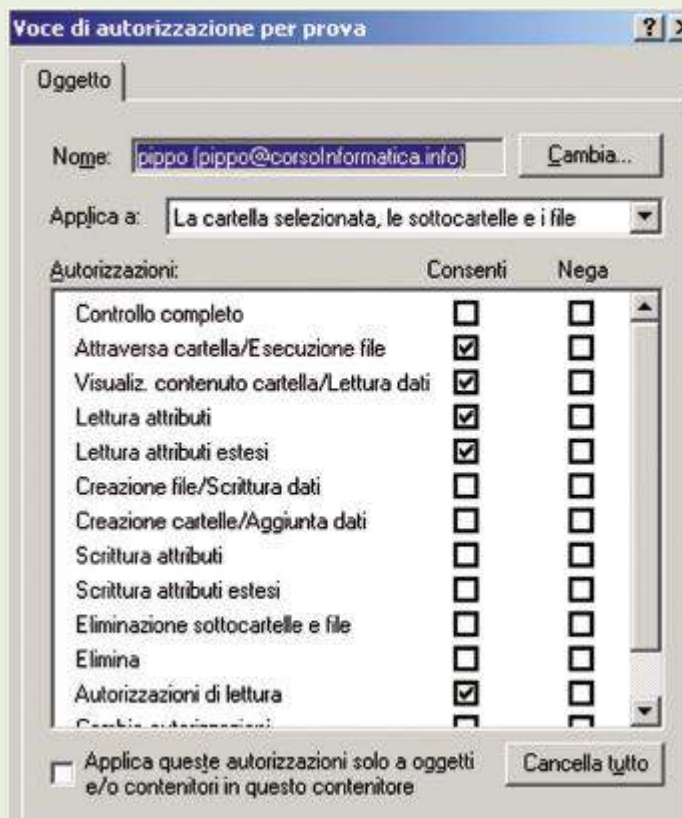 Voce di autorizzazione per prova
Oggetto
Nome: pippo (pippo@corsoInformatica.info) Cambia...
Applica a: La cartella selezionata, le sottocartelle e i file
Autorizzazioni: Consenti Nega
Controllo completo
Attraversa cartella/Esecuzione file
Visualiz. contenuto cartella/Lettura dati
Lettura attributi
Lettura attributi estesi
Creazione file/Scrittura dati
Creazione cartelle/Aggiunta dati
Scrittura attributi
Scrittura attributi estesi
Eliminazione sottocartelle e file
Elimina
Autorizzazioni di lettura
Cambia autorizzazioni
Applica queste autorizzazioni solo a oggetti
e/o contenitori in questo contenitore
Cancella tutto